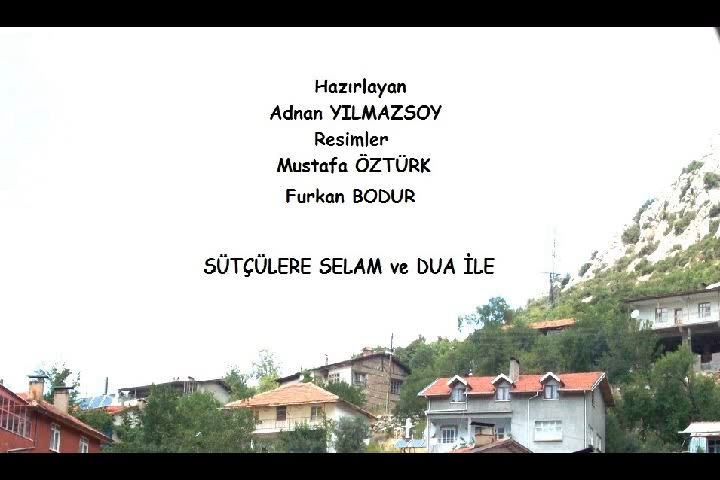 Hazırlayan
Adnan YILMAZSOY
Resimler
Mustafa ÖZTÜRK
Furkan BODUR
SÜTÇÜLERE SELAM ve DUA İLE